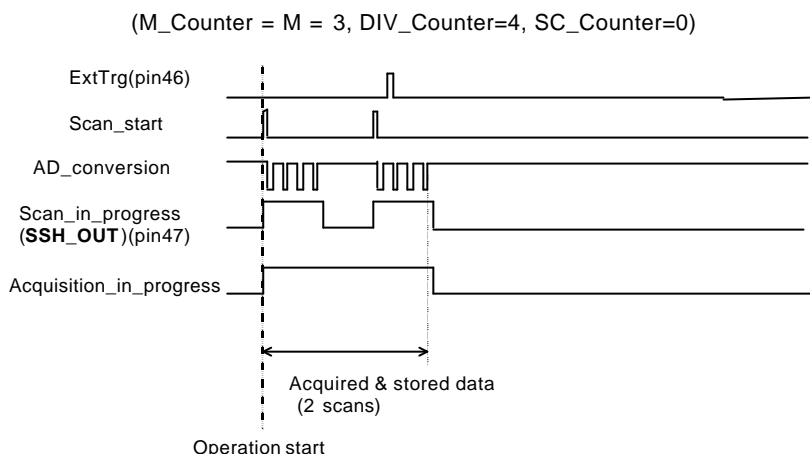 (M_Counter = M = 3, DIV_Counter=4, SC_Counter=0)
ExtTrg(pin46)
Scan_start
AD_conversion
Scan_in_progress
(SSH_OUT)(pin47)
Acquisition_in_progress
Acquired & stored data
(2 scans)
Operation start